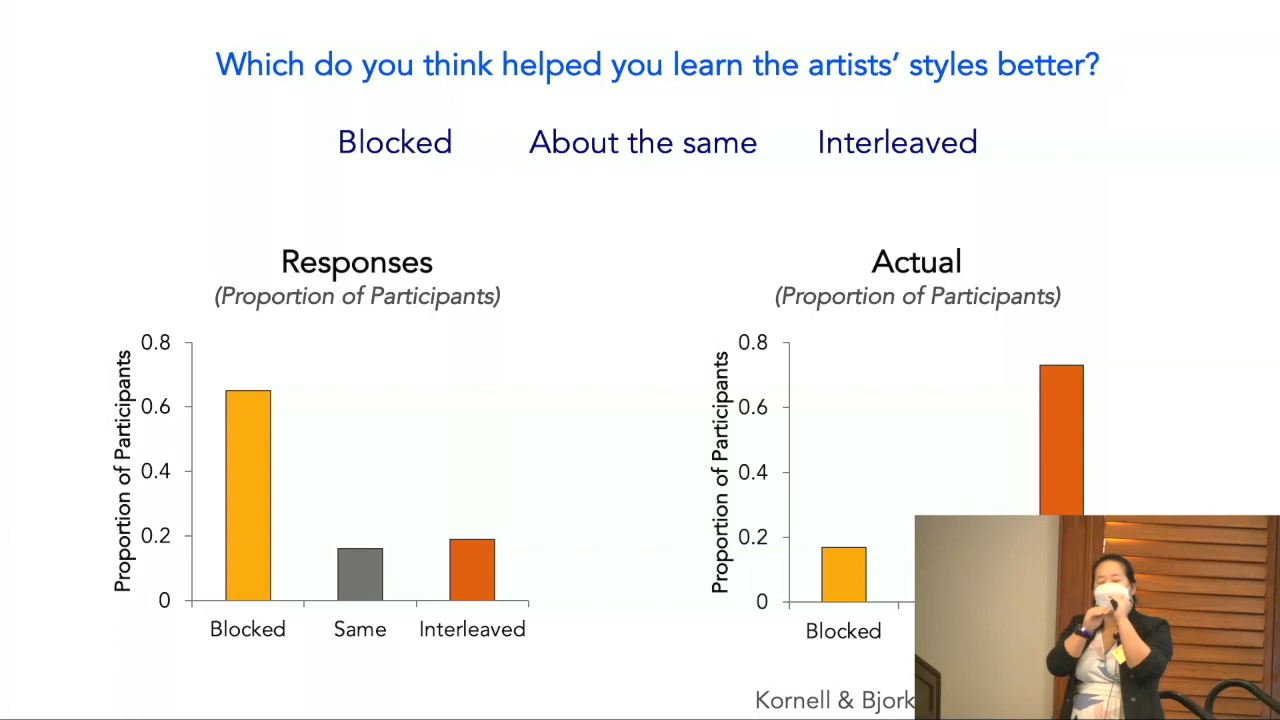 Which do you think helped you learn the artists’ styles better?
Blocked About the same Interleaved
Responses
(Proportion of Participants)
Proportion of Participants
0.8
0.6
0.4
0.2
0
Blocked Same Interleaved
Actual
(Proportion of Participants)
Proportion of Participants
0.8
0.6
0.4
0.2
0
Blocked
Kornell & Bjork